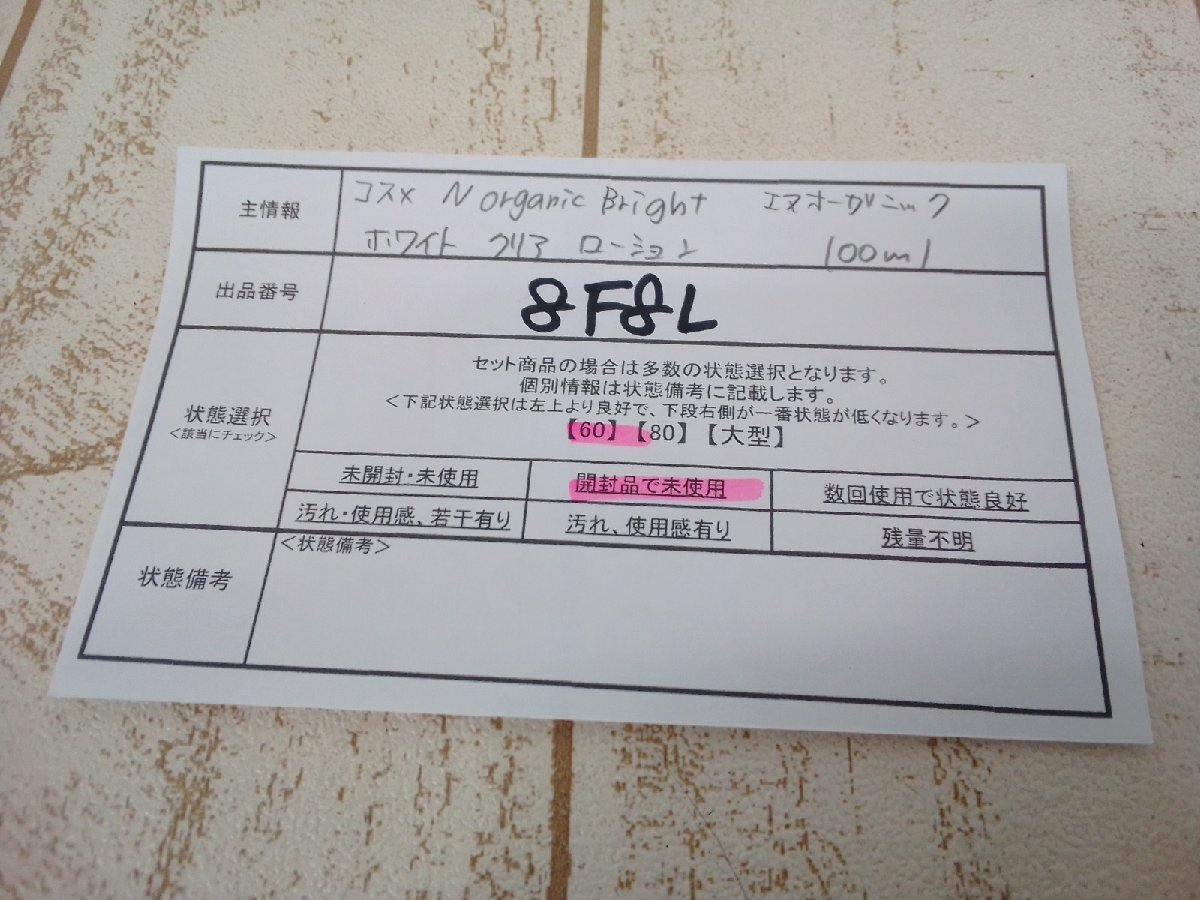 主情報
コスメ N organic Bright エヌオーガニック
ホワイト クリア ローション 100ml
出品番号
8F8L
状態選択
<該当にチェック>
セット商品の場合は多数の状態選択となります。
個別情報は状態備考に記載します。
<下記状態選択は左上より良好で、下段右側が一番状態が低くなります。>
【60】【80】【大型】
未開封・未使用 開封品で未使用 数回使用で状態良好
汚れ・使用感、若干有り 汚れ、使用感有り 残量不明
状態備考
<状態備考>